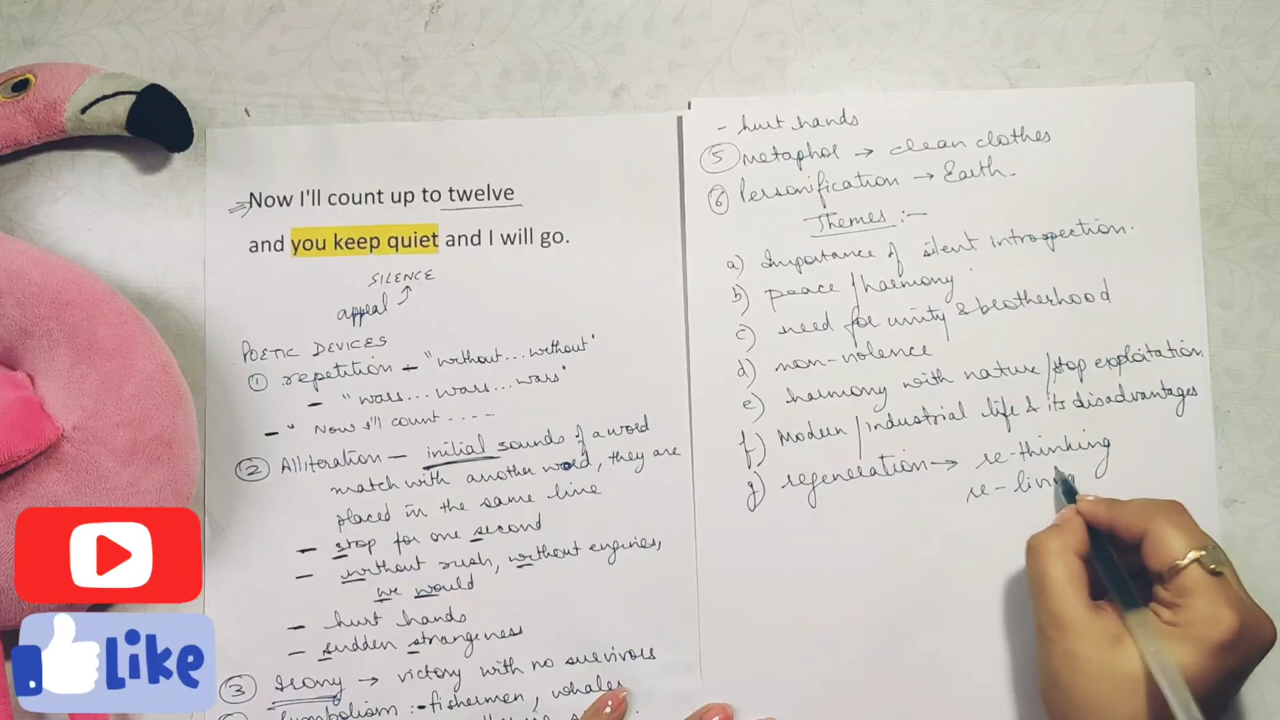 Now I'll count up to twelve
and you keep quiet and I will go.
SILENCE
appeal
POETIC DEVICES
① repetition - "without... without"
- "wars... wars... wars"
- " Now I'll count ----
② Alliteration - initial sounds of a word
match with another word, they are
placed in the same line
- stop for one second
- without rush, without engines,
we would
- hurt hands
- sudden strangeness
③ Irony → victory with no survivors
Symbolism :- fishermen, whales
- hurt hands
⑤ metaphor → clean clothes
⑥ Personification → Earth.
Themes :-
a) Importance of silent introspection.
b) peace / harmony
c) need for unity & brotherhood
d) non-violence
e) harmony with nature / stop exploitation
f) Modern / industrial life & its disadvantages
g) regeneration → re-thinking
re-living
LIKE